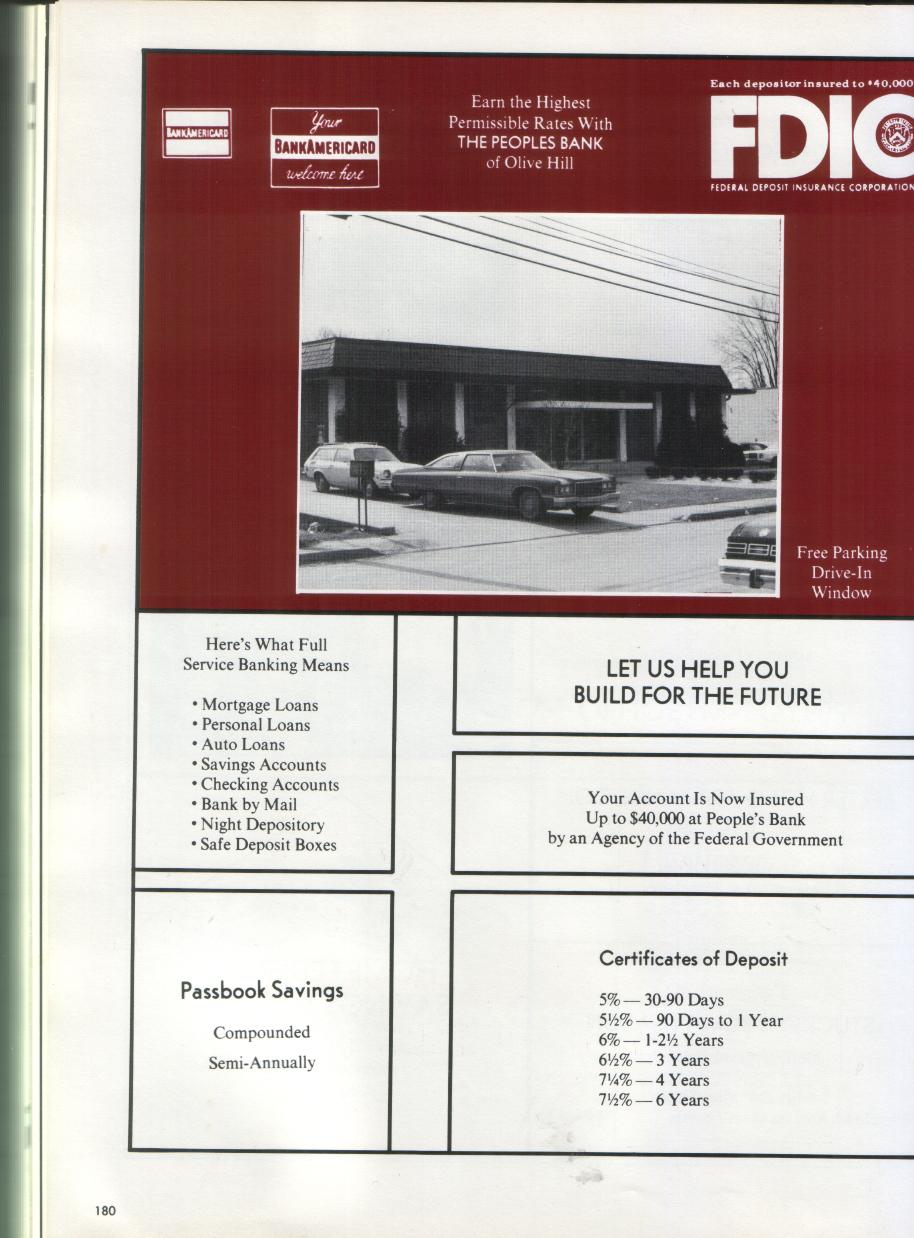 BANKAMERICARD
Your
BANKAMERICARD
welcome here
Earn the Highest
Permissible Rates With
THE PEOPLES BANK
of Olive Hill
Each depositor insured to $40,000
FDIC
FEDERAL DEPOSIT INSURANCE CORPORATION
Free Parking
Drive-In
Window
Here's What Full
Service Banking Means
• Mortgage Loans
• Personal Loans
• Auto Loans
• Savings Accounts
• Checking Accounts
• Bank by Mail
• Night Depository
• Safe Deposit Boxes
LET US HELP YOU
BUILD FOR THE FUTURE
Your Account Is Now Insured
Up to $40,000 at People's Bank
by an Agency of the Federal Government
Passbook Savings
Compounded
Semi-Annually
Certificates of Deposit
5% — 30-90 Days
5½% — 90 Days to 1 Year
6% — 1-2½ Years
6½% — 3 Years
7¼% — 4 Years
7½% — 6 Years
180